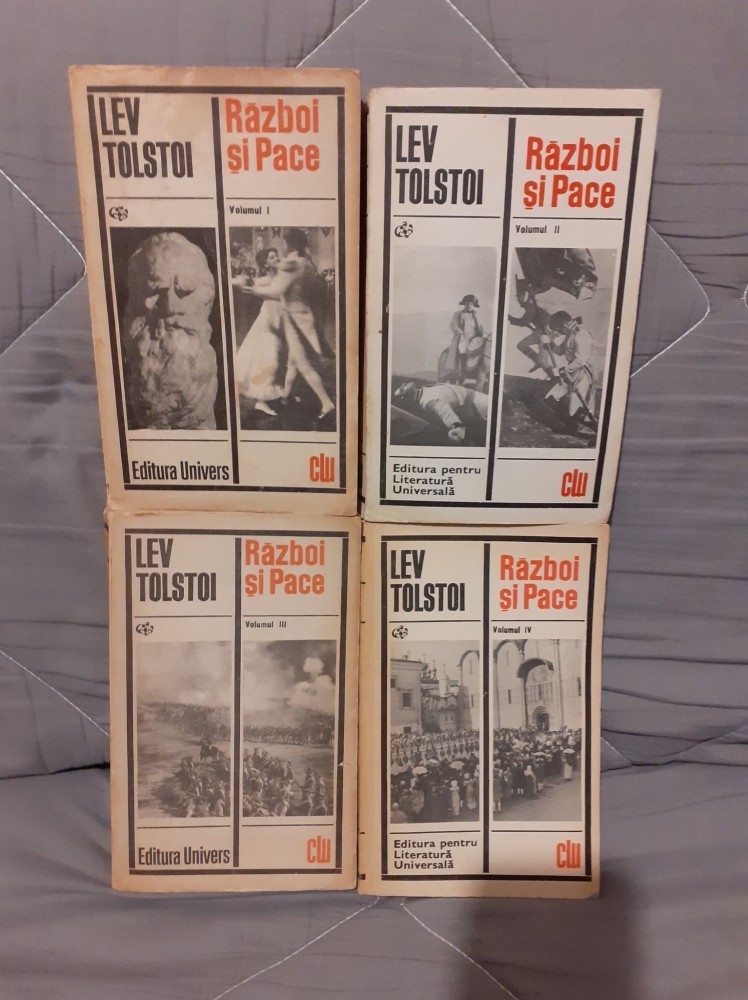 LEV
TOLSTOI
Război
și Pace
Volumul I
Editura Univers
clu
LEV
TOLSTOI
Război
și Pace
Volumul II
Editura pentru
Literatură
Universală
clu
LEV
TOLSTOI
Război
și Pace
Volumul III
Editura Univers
clu
LEV
TOLSTOI
Război
și Pace
Volumul IV
Editura pentru
Literatură
Universală
clu